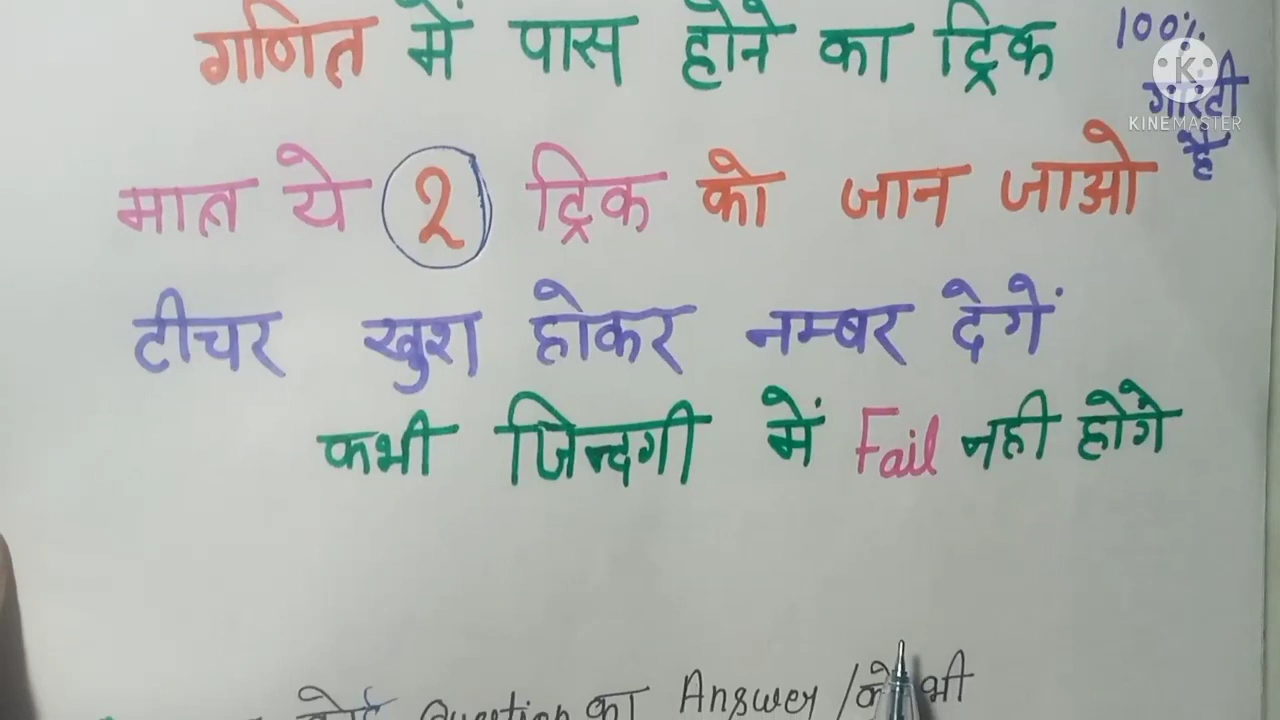 गणित में पास होने का ट्रिक 100%
गारंटी
है
KINEMASTER
मात्र ये 2 ट्रिक को जान जाओ
टीचर खुश होकर नम्बर देगें
कभी जिन्दगी में Fail नही होगे
कोई Question का Answer / भी